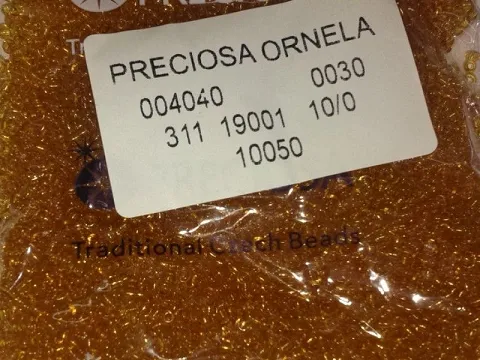 PRECIOSA ORNELA
004040 0030
311 19001 10/0
10050
Traditional Czech Beads